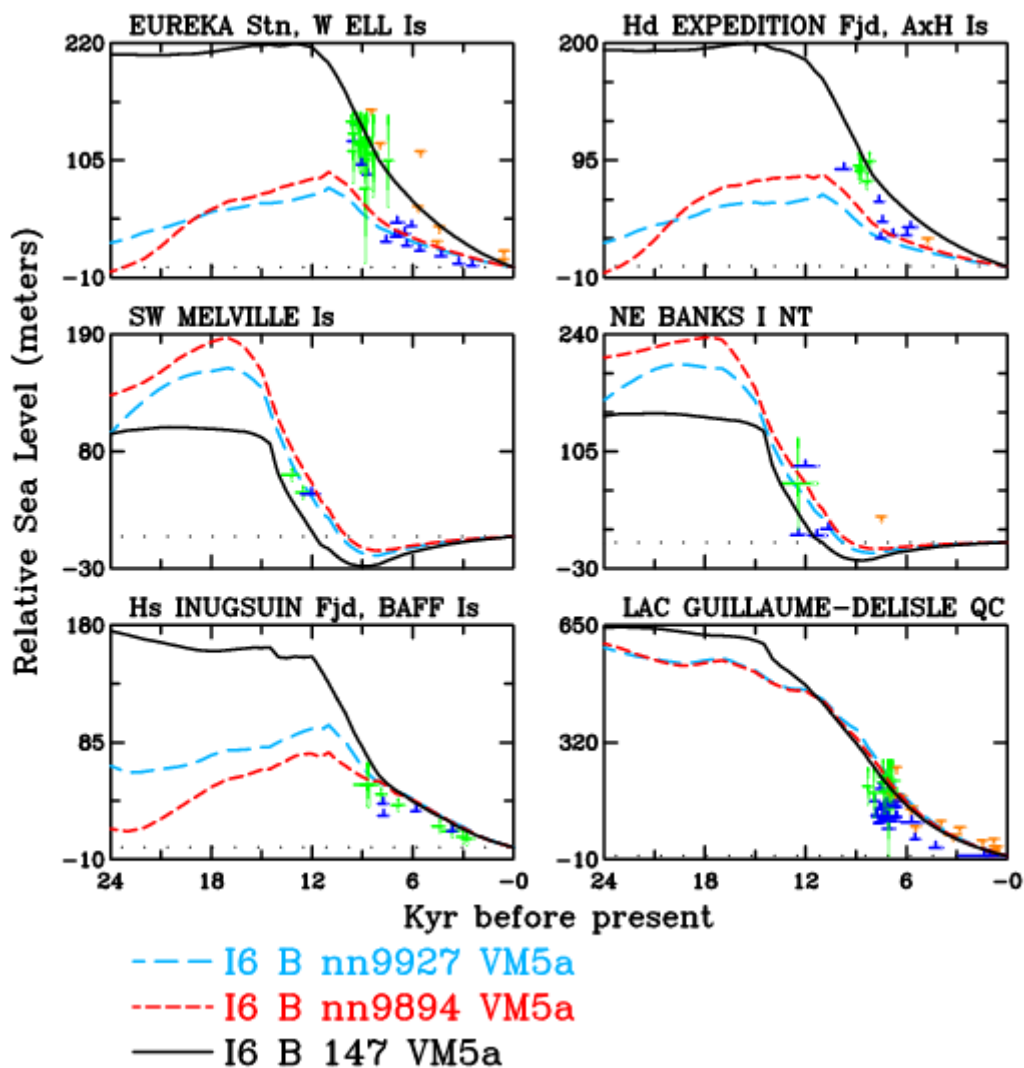 EUREKA Stn, W ELL Is
Hd EXPEDITION Fjd, AxH Is
220
105
-10
200
95
-10
SW MELVILLE Is
NE BANKS I NT
190
80
-30
240
105
-30
Hs INUGSUIN Fjd, BAFF Is
LAC GUILLAUME-DELISLE QC
180
85
-10
650
320
-10
24 18 12 6 24 18 12 6 -0
Relative Sea Level (meters)
Kyr before present
I6 B nn9927 VM5a
I6 B nn9894 VM5a
I6 B 147 VM5a